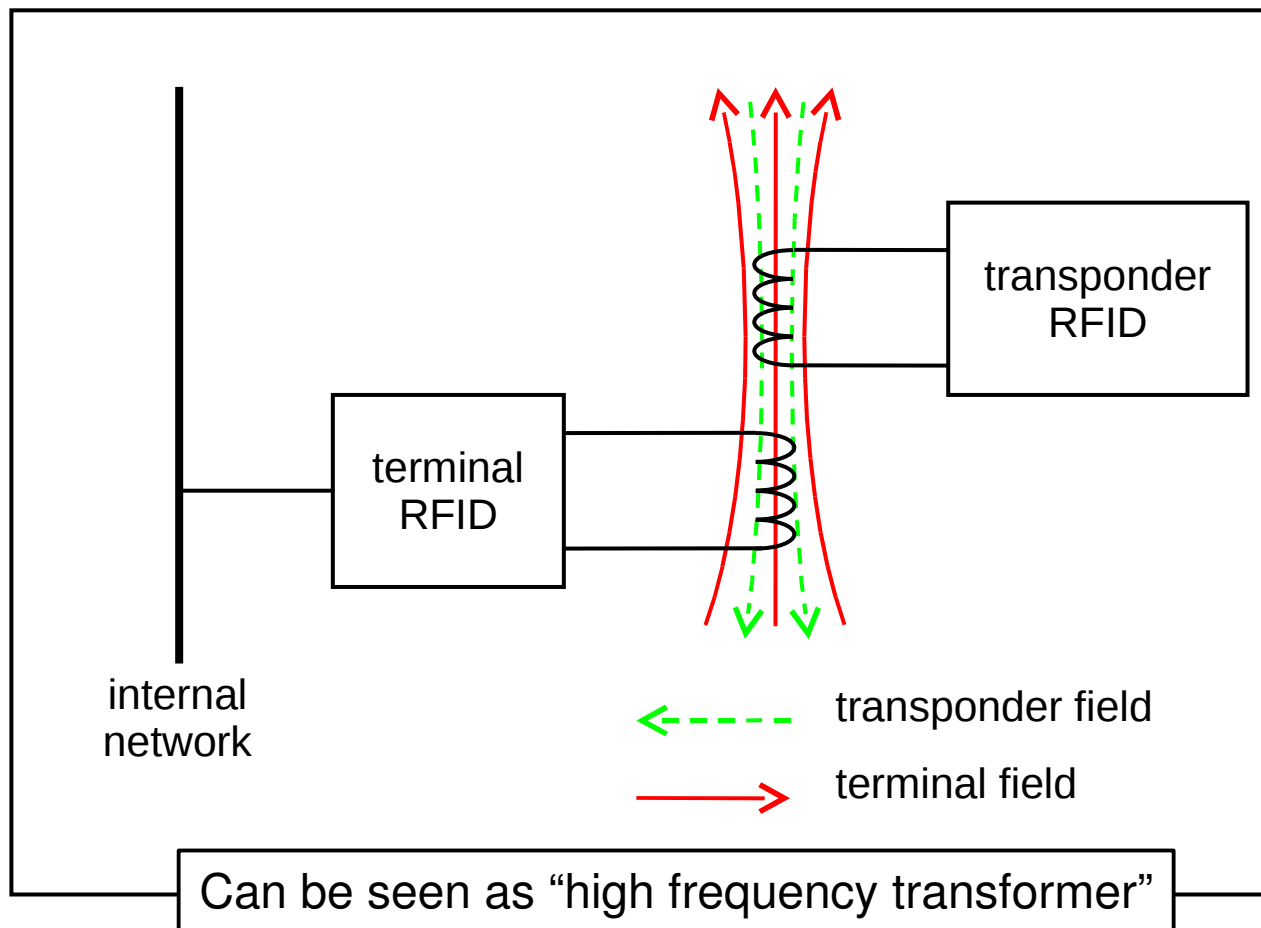 transponder
RFID
terminal
RFID
internal
network
transponder field
terminal field
Can be seen as “high frequency transformer”